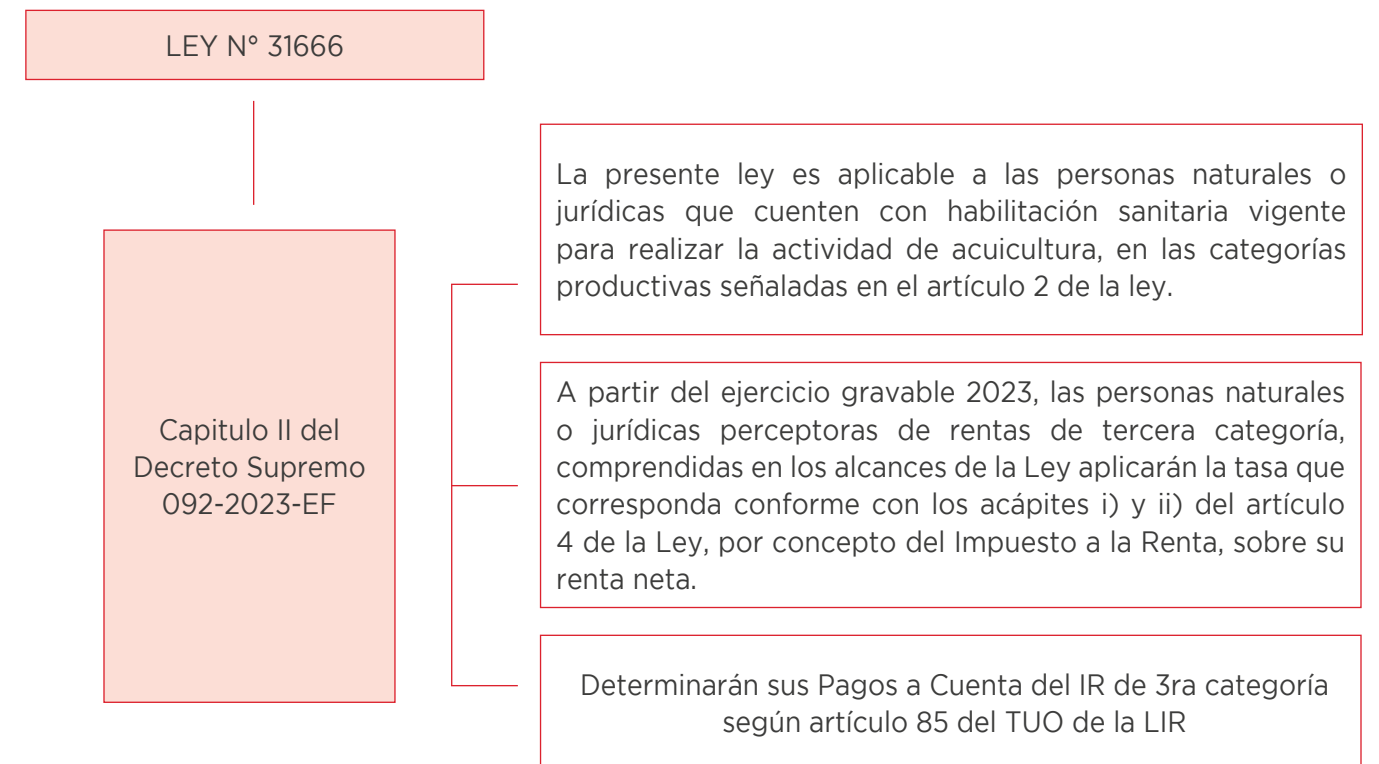 LEY N° 31666
Capitulo II del
Decreto Supremo
092-2023-EF
La presente ley es aplicable a las personas naturales o
jurídicas que cuenten con habilitación sanitaria vigente
para realizar la actividad de acuicultura, en las categorías
productivas señaladas en el artículo 2 de la ley.
A partir del ejercicio gravable 2023, las personas naturales
o jurídicas perceptoras de rentas de tercera categoría,
comprendidas en los alcances de la Ley aplicarán la tasa que
corresponda conforme con los acápites i) y ii) del artículo
4 de la Ley, por concepto del Impuesto a la Renta, sobre su
renta neta.
Determinarán sus Pagos a Cuenta del IR de 3ra categoría
según artículo 85 del TUO de la LIR